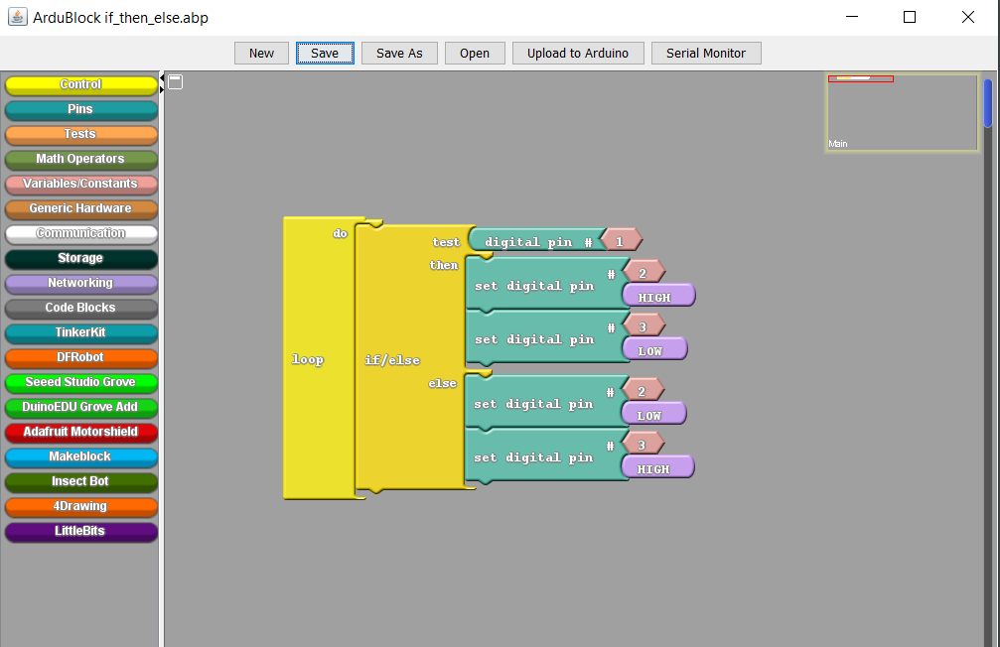 ArduBlock if_then_else.abp
New Save Save As Open Upload to Arduino Serial Monitor
Control
Pins
Tests
Math Operators
Variables/Constants
Generic Hardware
Communication
Storage
Networking
Code Blocks
TinkerKit
DFRobot
Seeed Studio Grove
DuinoEDU Grove Add
Adafruit Motorshield
Makeblock
Insect Bot
4Drawing
LittleBits
Main
loop
do
if/else
test
digital pin # 1
then
set digital pin # 2
HIGH
set digital pin # 3
LOW
else
set digital pin # 2
LOW
set digital pin # 3
HIGH